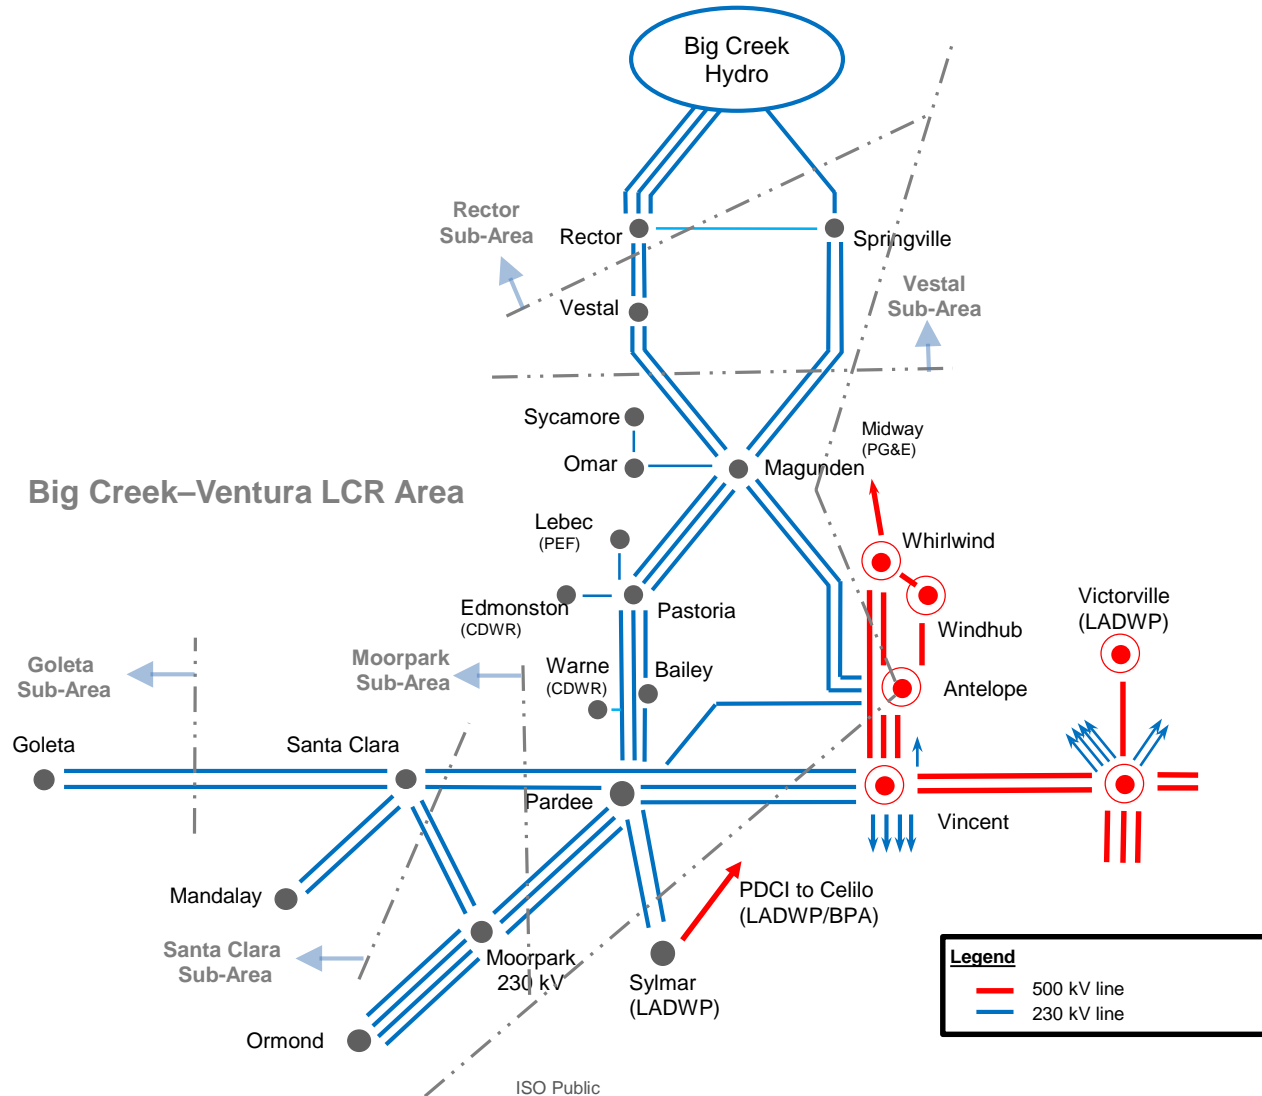 Big Creek
Hydro
Rector
Sub-Area
Rector
Springville
Vestal
Sub-Area
Vestal
Sycamore
Omar
Magunden
Midway
(PG&E)
Big Creek–Ventura LCR Area
Lebec
(PEF)
Whirlwind
Edmonston
(CDWR)
Pastoria
Windhub
Victorville
(LADWP)
Goleta
Sub-Area
Moorpark
Sub-Area
Warne
(CDWR)
Bailey
Antelope
Goleta
Santa Clara
Pardee
Vincent
Mandalay
PDCI to Celilo
(LADWP/BPA)
Santa Clara
Sub-Area
Moorpark
230 kV
Sylmar
(LADWP)
Legend
500 kV line
230 kV line
Ormond
ISO Public